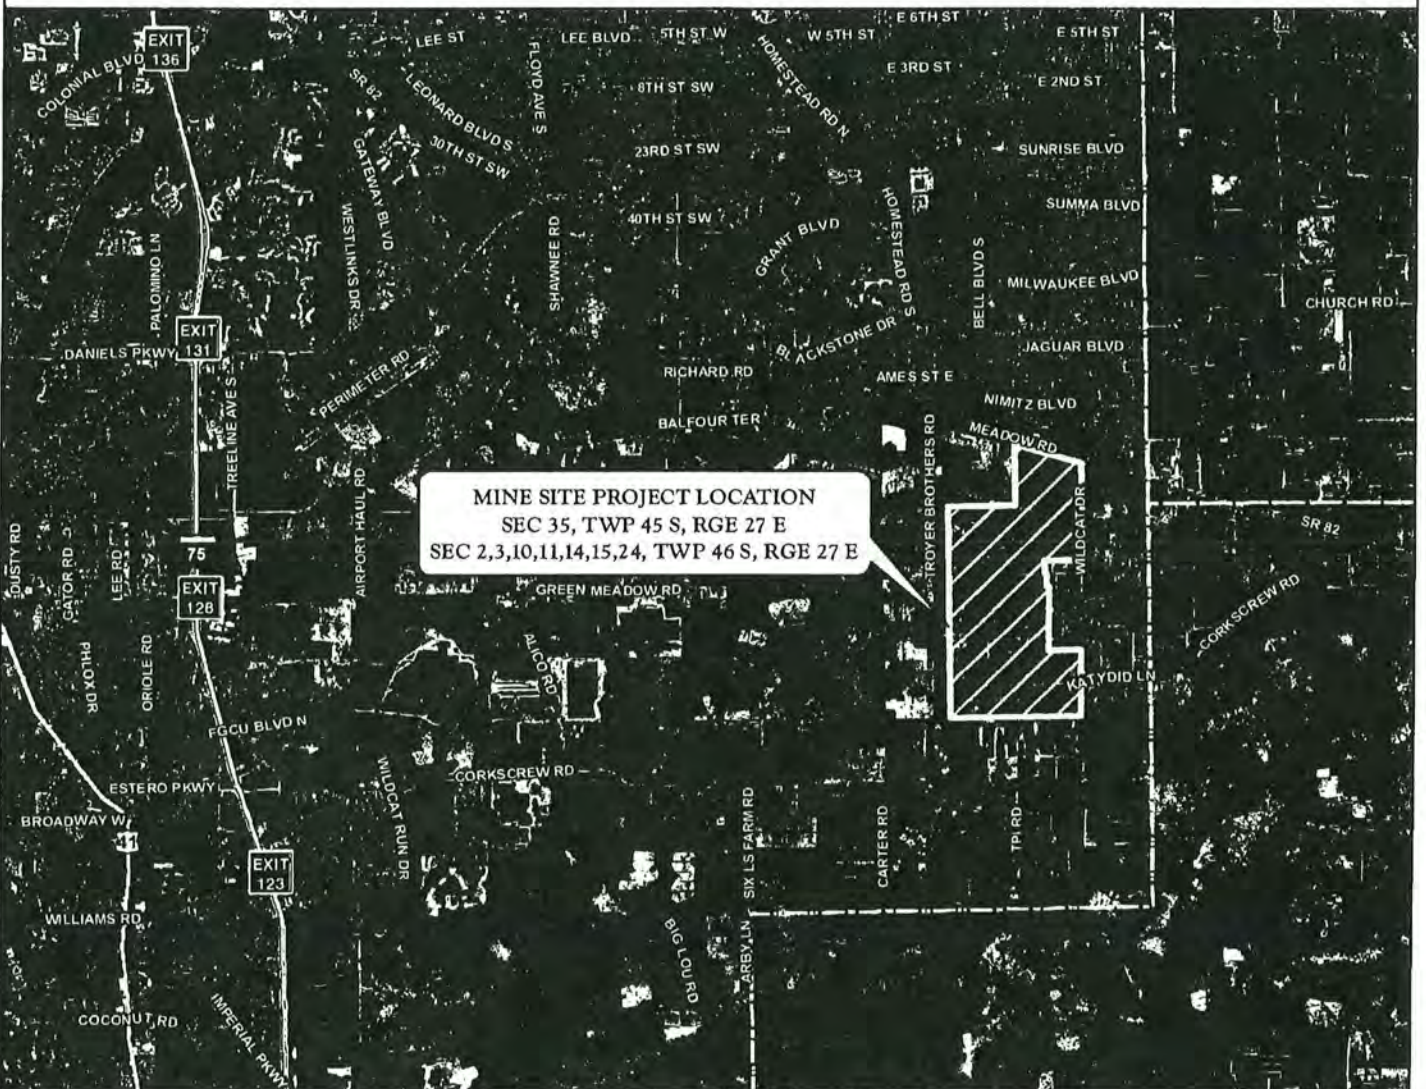 E 6TH ST
LEE ST
LEE BLVD
5TH ST W
W 5TH ST
E 5TH ST
EXIT
136
COLONIAL BLVD
SR 82
LEONARD BLVD S
FLOYD AVE S
HOMESTEAD RD N
E 3RD ST
E 2ND ST
8TH ST SW
30TH ST SW
23RD ST SW
SUNRISE BLVD
GATEWAY BLVD
WESTLINKS DR
40TH ST SW
HOMESTEAD RD S
SUMMA BLVD
PALOMINO LN
SHAWNEE RD
GRANT BLVD
BELL BLVD S
MILWAUKEE BLVD
CHURCH RD
EXIT
131
DANIELS PKWY
BLACKSTONE DR
JAGUAR BLVD
PERIMETER RD
RICHARD RD
AMES ST E
TREELINE AVE S
NIMITZ BLVD
BALFOUR TER
MEADOW RD
AIRPORT HAUL RD
TROYER BROTHERS RD
WILDCAT DR
MINE SITE PROJECT LOCATION
SEC 35, TWP 45 S, RGE 27 E
SEC 2,3,10,11,14,15,24, TWP 46 S, RGE 27 E
SR 82
DUSTY RD
GATOR RD
LEE RD
75
EXIT
128
GREEN MEADOW RD
CORKSCREW RD
PHLOX DR
ORIOLE RD
ALICO RD
KATYDID LN
FGCU BLVD N
CORKSCREW RD
WILDCAT RUN DR
ESTERO PKWY
BROADWAY W
41
SIX LS FARM RD
CARTER RD
TPI RD
EXIT
123
WILLIAMS RD
BIG LOU RD
ARBY LN
COCONUT RD
IMPERIAL PKWY